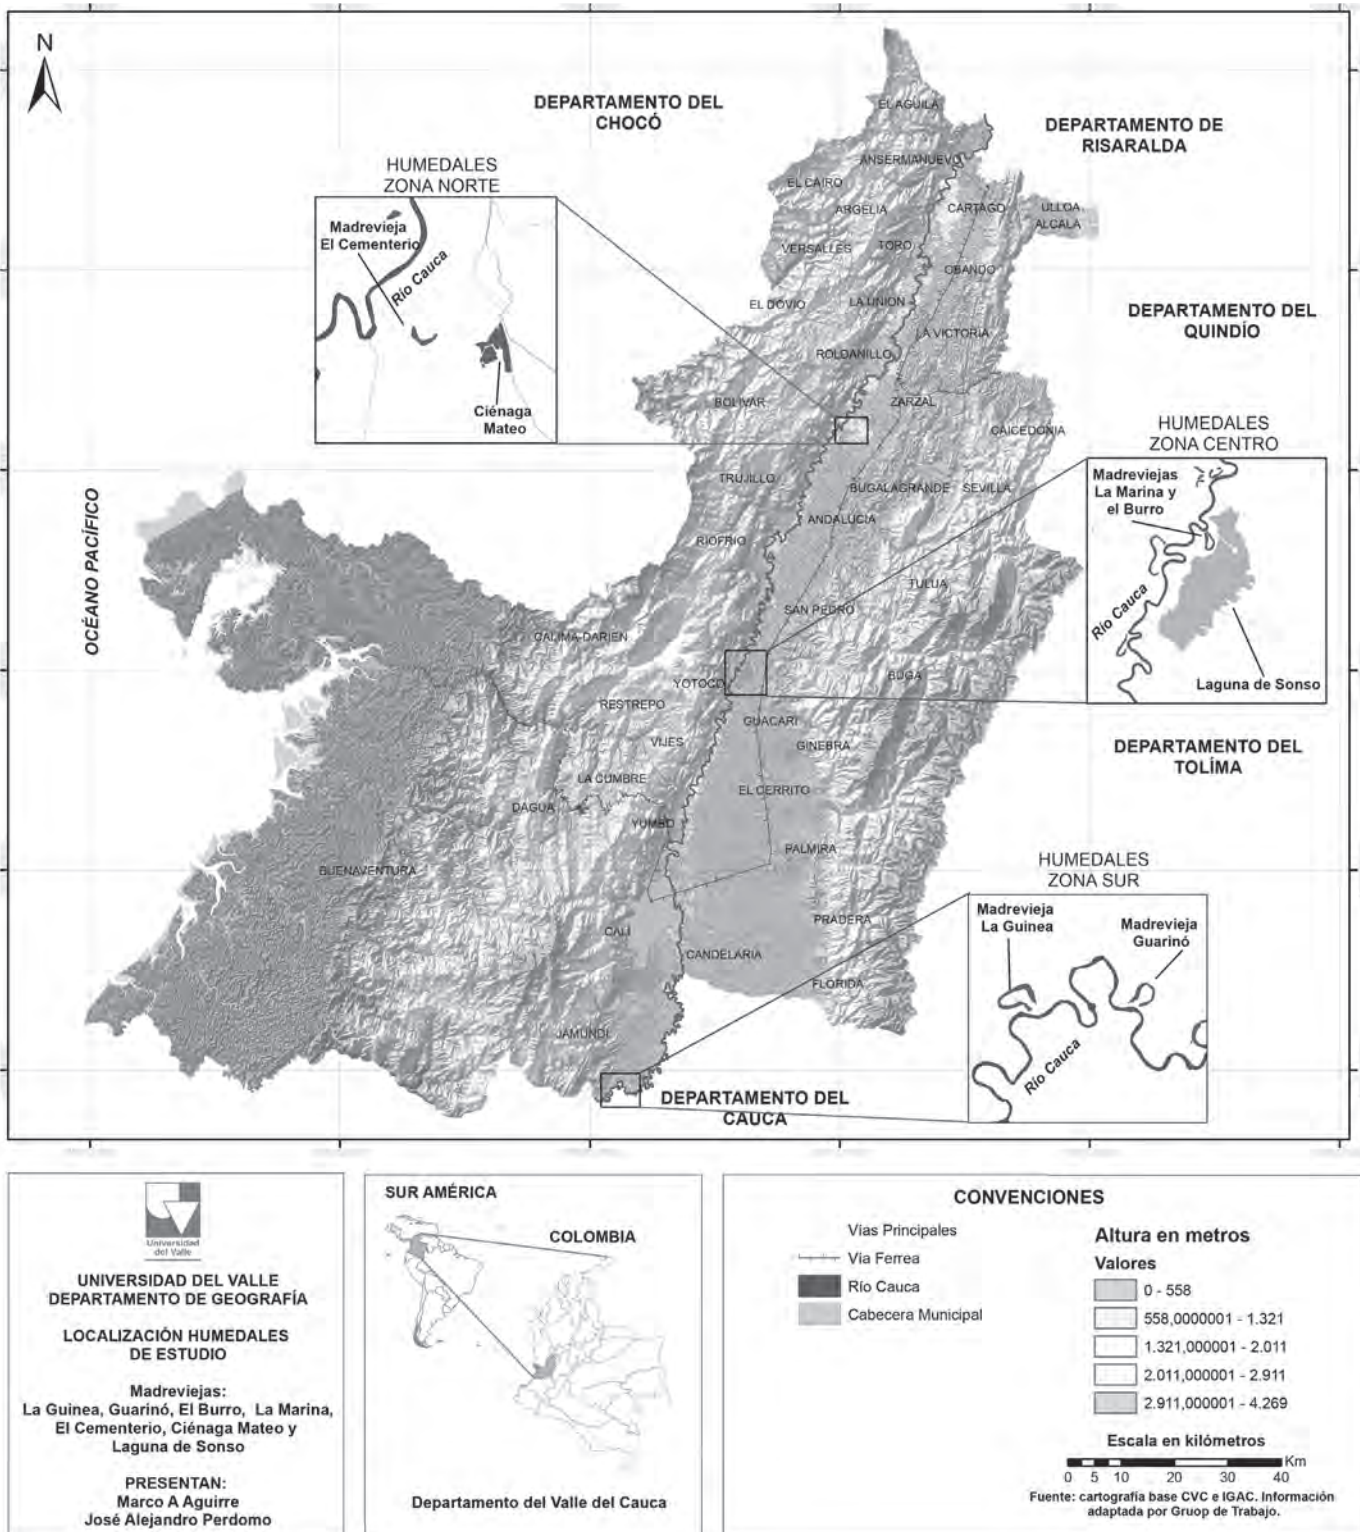 N
DEPARTAMENTO DEL
CHOCÓ
DEPARTAMENTO DE
RISARALDA
HUMEDALES
ZONA NORTE
Madrevieja
El Cementerio
Río Cauca
Ciénaga
Mateo
EL AGUILA
ANSERMANUEVO
EL CAIRO
ARGELIA
CARTAGO
ULLOA
ALCALA
VERSALLES
TORO
OBANDO
EL DOVIO
LA UNION
LA VICTORIA
ROLDANILLO
DEPARTAMENTO DEL
QUINDÍO
BOLIVAR
ZARZAL
CAICEDONIA
HUMEDALES
ZONA CENTRO
Madreviejas
La Marina y
el Burro
Río Cauca
Laguna de Sonso
TRUJILLO
BUGALAGRANDE
SEVILLA
ANDALUCIA
RIOFRIO
OCÉANO PACÍFICO
TULUA
SAN PEDRO
CALIMA-DARIEN
YOTOCO
BUGA
RESTREPO
GUACARI
VIJES
GINEBRA
DEPARTAMENTO DEL
TOLÍMA
LA CUMBRE
EL CERRITO
DAGUA
YUMBO
PALMIRA
BUENAVENTURA
HUMEDALES
ZONA SUR
Madrevieja
La Guinea
Madrevieja
Guarinó
Río Cauca
PRADERA
CALI
CANDELARIA
FLORIDA
JAMUNDI
DEPARTAMENTO DEL
CAUCA
Universidad
del Valle
UNIVERSIDAD DEL VALLE
DEPARTAMENTO DE GEOGRAFÍA
LOCALIZACIÓN HUMEDALES
DE ESTUDIO
Madreviejas:
La Guinea, Guarinó, El Burro, La Marina,
El Cementerio, Ciénaga Mateo y
Laguna de Sonso
PRESENTAN:
Marco A Aguirre
José Alejandro Perdomo
SUR AMÉRICA
COLOMBIA
Departamento del Valle del Cauca
CONVENCIONES
Vías Principales
Vía Ferrea
Río Cauca
Cabecera Municipal
Altura en metros
Valores
0 - 558
558,0000001 - 1.321
1.321,000001 - 2.011
2.011,000001 - 2.911
2.911,000001 - 4.269
Escala en kilómetros
0 5 10 20 30 40 Km
Fuente: cartografía base CVC e IGAC. Información
adaptada por Gruop de Trabajo.